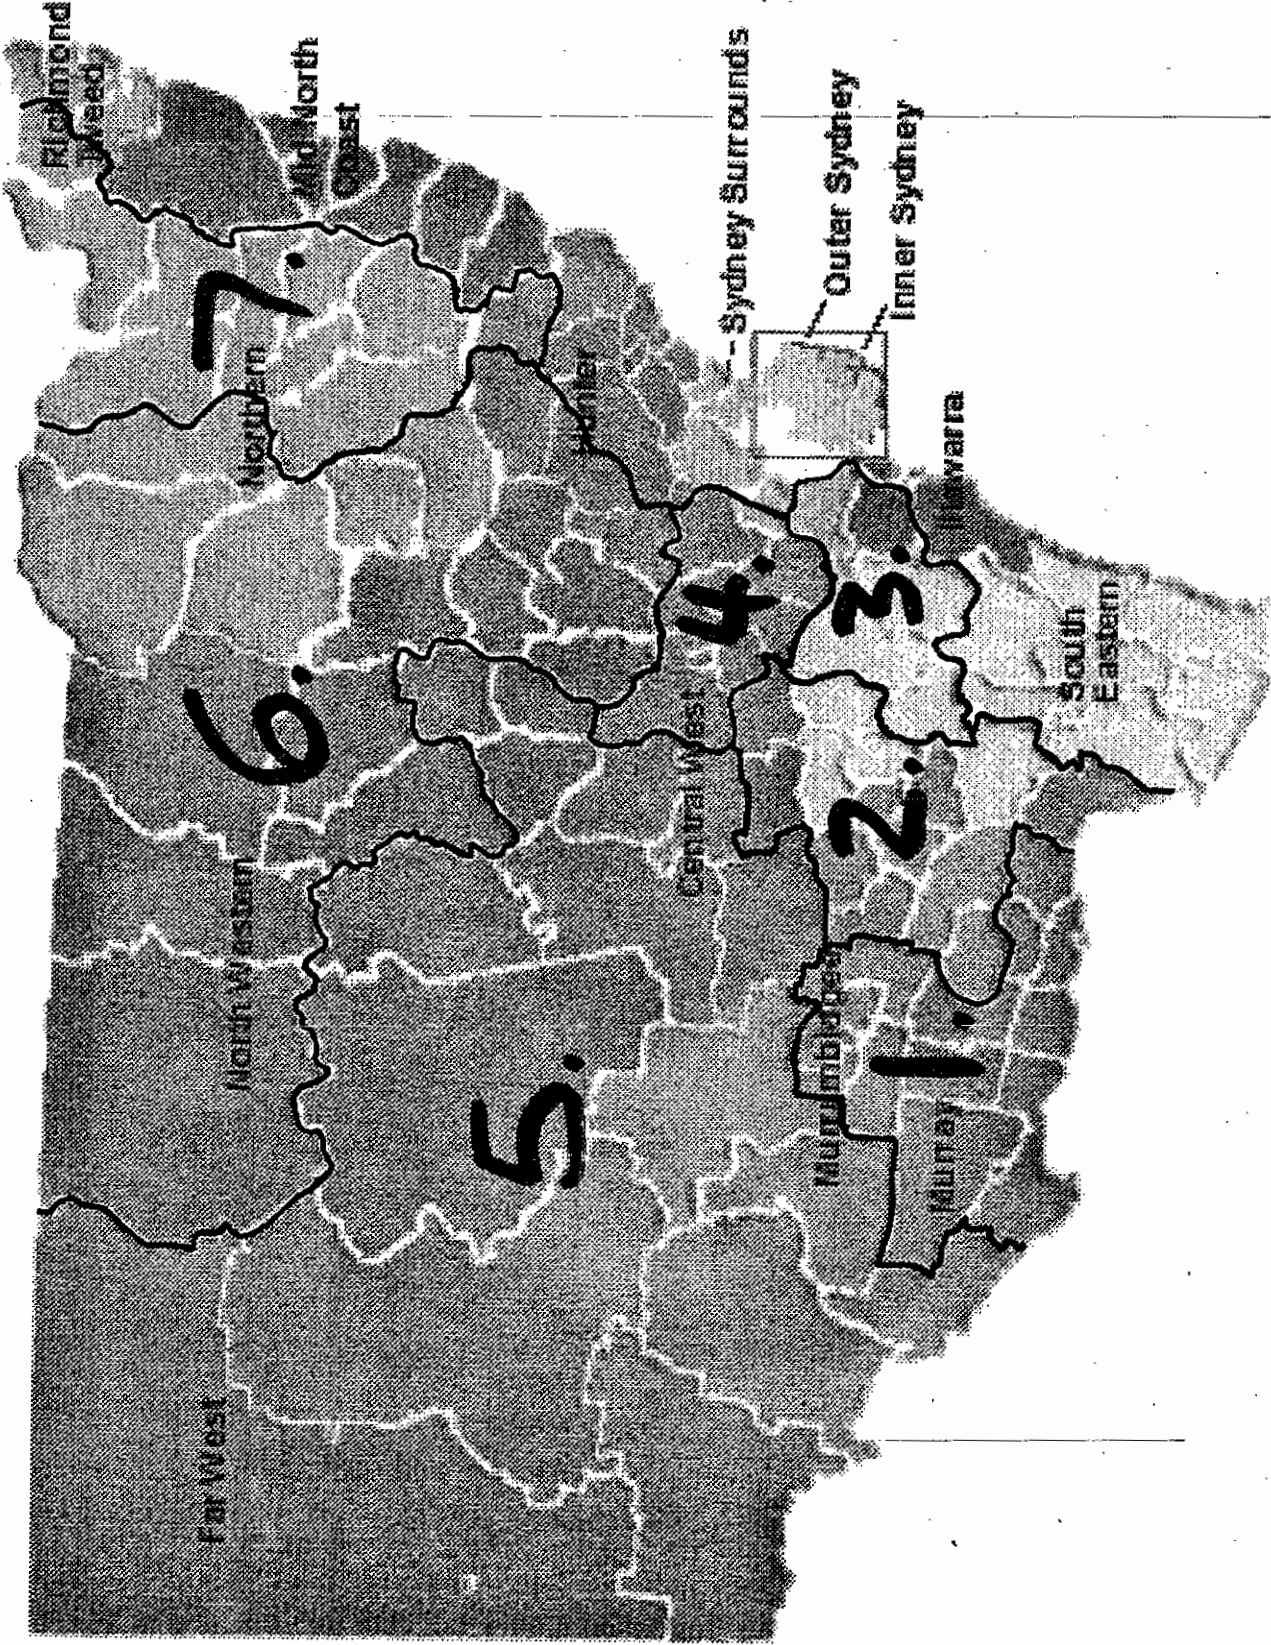 Richmond
Tweed
Mid North
Coast
7.
Northern
Hunter
Sydney Surrounds
Outer Sydney
Inner Sydney
Illawarra
6.
4.
3.
South
Eastern
Central West
2.
North Western
5.
Murrumbidgee
1.
Murray
Far West